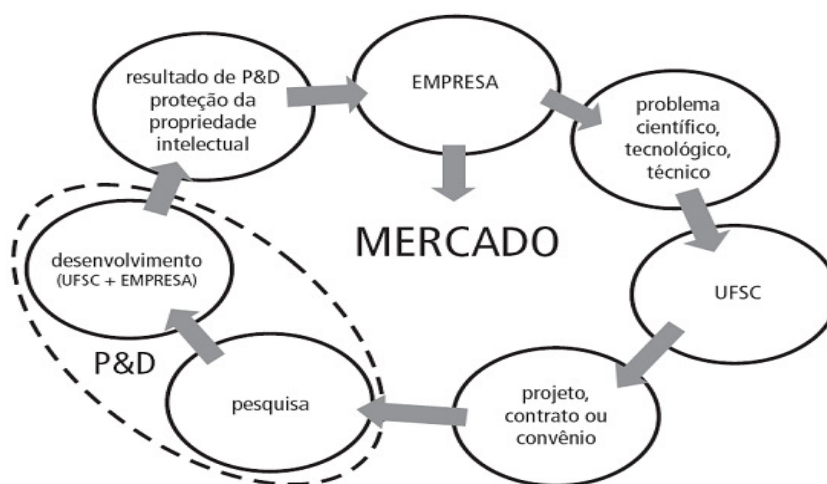 resultado de P&D
proteção da
propriedade
intelectual
EMPRESA
problema
científico,
tecnológico,
técnico
MERCADO
desenvolvimento
(UFSC + EMPRESA)
UFSC
P&D
pesquisa
projeto,
contrato ou
convênio